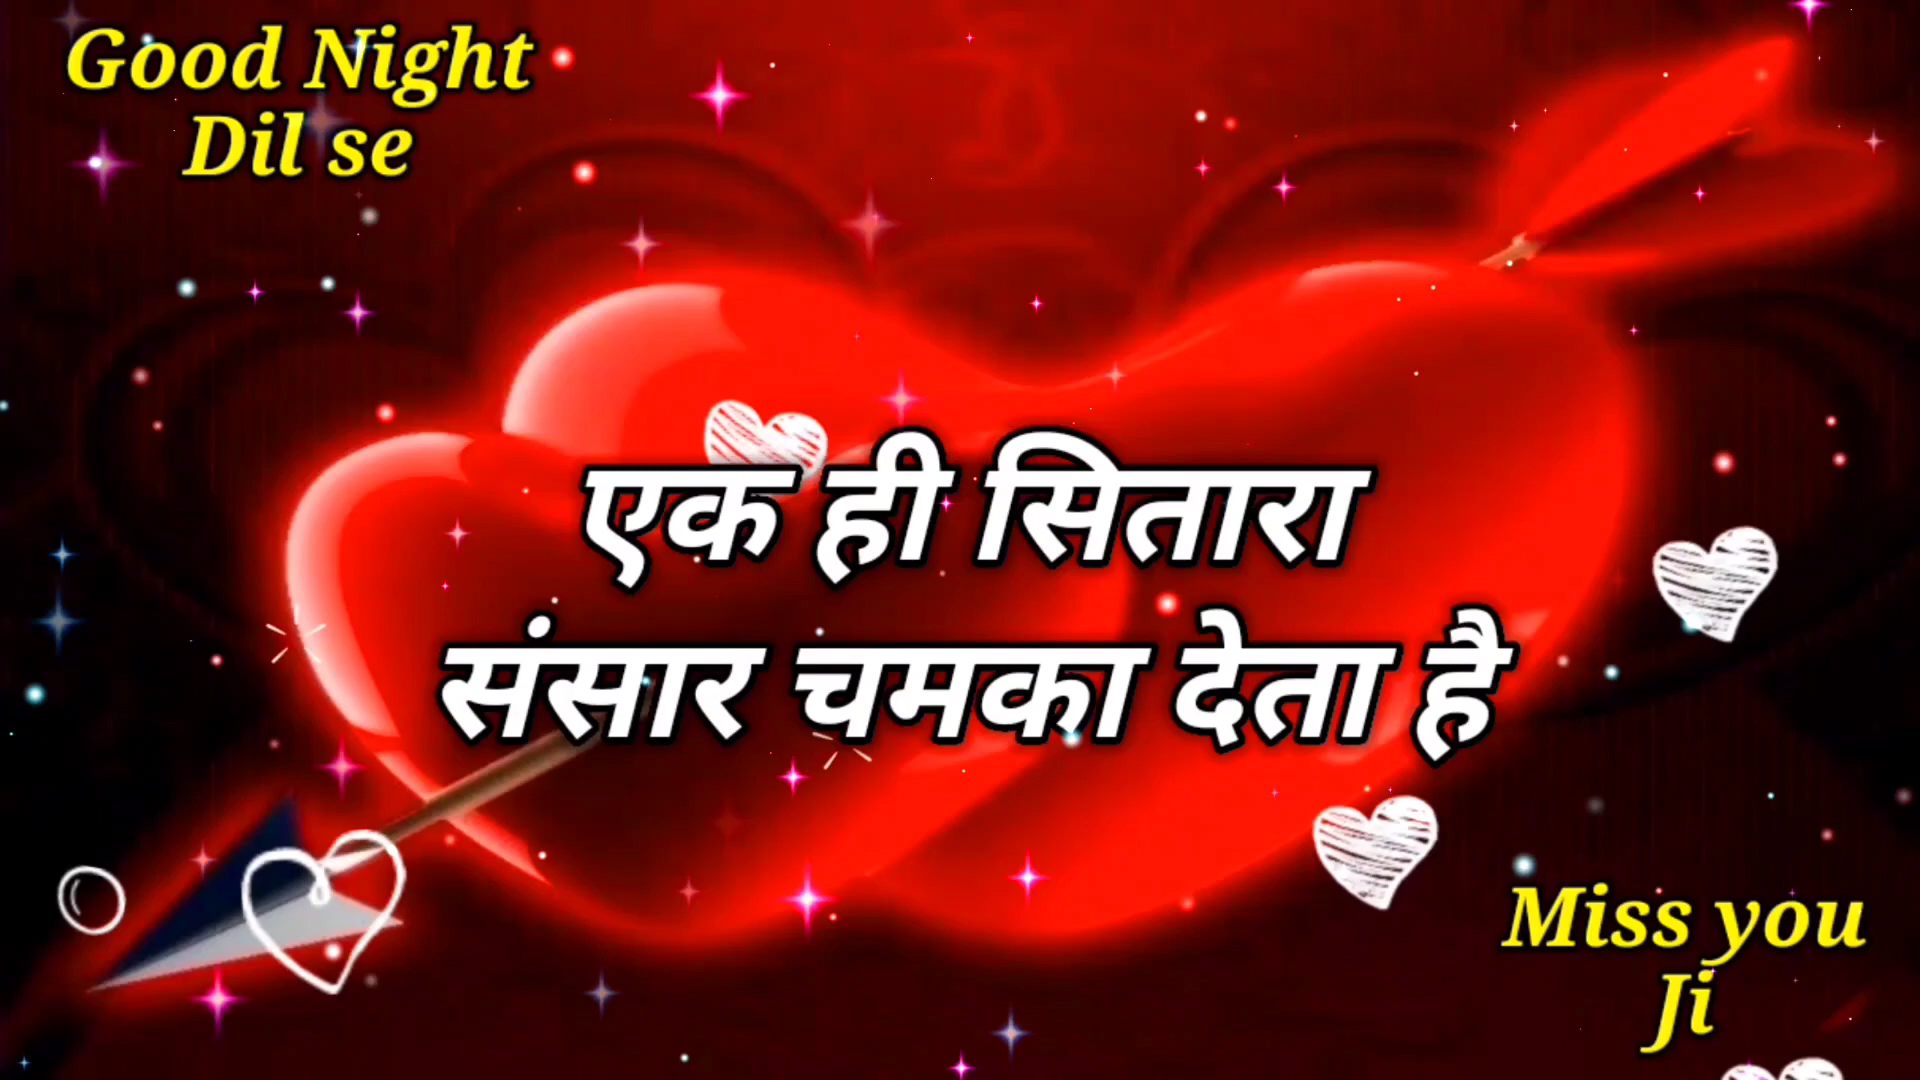 Good Night
Dil se
एक ही सितारा
संसार चमका देता है
Miss you
Ji